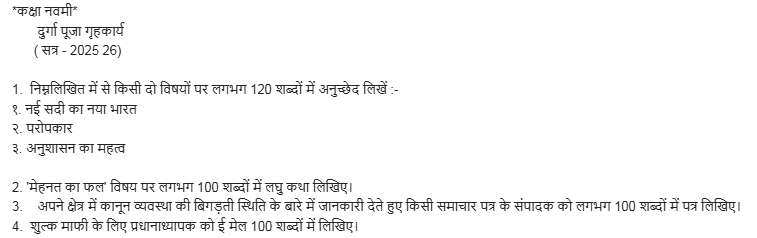 *कक्षा नवमी*
दुर्गा पूजा गृहकार्य
( सत्र - 2025 26)
1. निम्नलिखित में से किसी दो विषयों पर लगभग 120 शब्दों में अनुच्छेद लिखें :-
१. नई सदी का नया भारत
२. परोपकार
३. अनुशासन का महत्व
2. 'मेहनत का फल' विषय पर लगभग 100 शब्दों में लघु कथा लिखिए।
3. अपने क्षेत्र में कानून व्यवस्था की बिगड़ती स्थिति के बारे में जानकारी देते हुए किसी समाचार पत्र के संपादक को लगभग 100 शब्दों में पत्र लिखिए।
4. शुल्क माफी के लिए प्रधानाध्यापक को ई मेल 100 शब्दों में लिखिए।